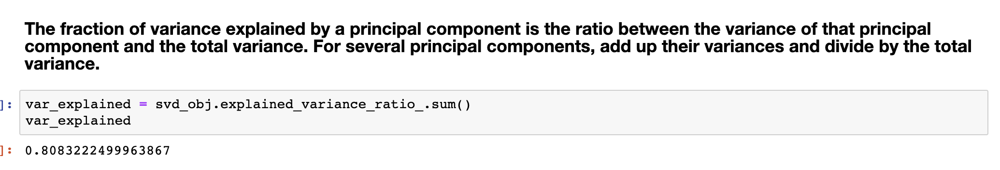 The fraction of variance explained by a principal component is the ratio between the variance of that principal
component and the total variance. For several principal components, add up their variances and divide by the total
variance.
]: var_explained = svd_obj.explained_variance_ratio_.sum()
var_explained
]: 0.8083222499963867